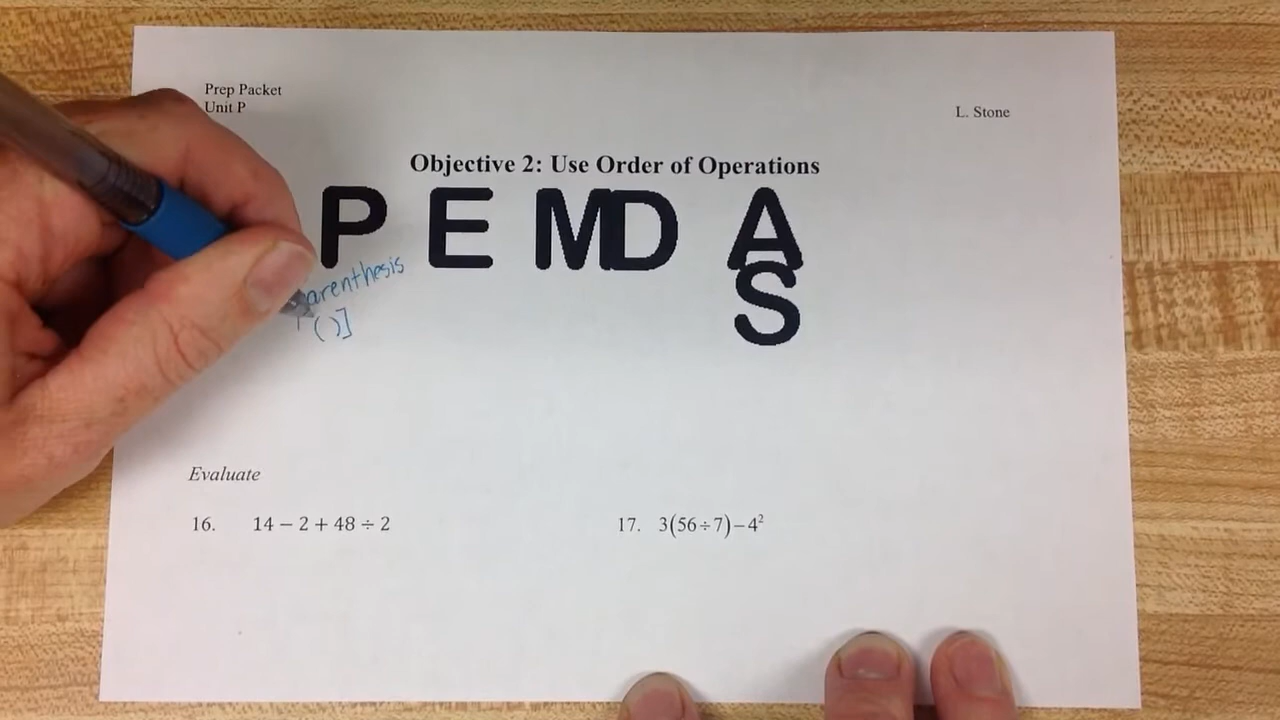 Prep Packet
Unit P
L. Stone
Objective 2: Use Order of Operations
P E MD A
S
arenthesis
( ) ]
Evaluate
16. 14 − 2 + 48 ÷ 2
17. 3(56÷7)−4²